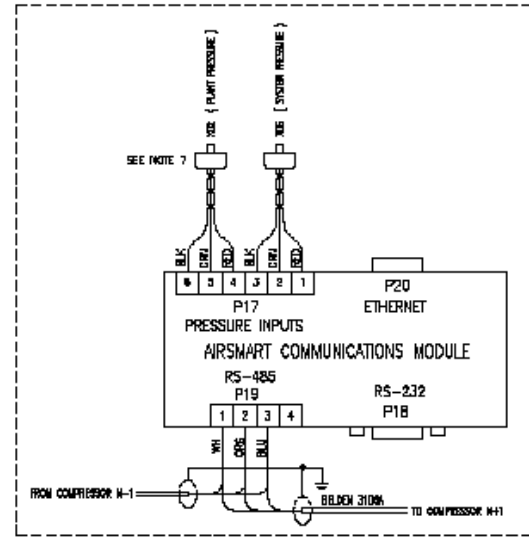 XD2 [ PLANT PRESSURE ]
XD5 [ SYSTEM PRESSURE ]
SEE NOTE 7
BLK GRN RED BLK GRN RED
6 5 4 3 2 1
P17
PRESSURE INPUTS
P20
ETHERNET
AIRSMART COMMUNICATIONS MODULE
RS-485
P19
RS-232
P18
1 2 3 4
WH ORG BLU
FROM COMPRESSOR N-1
BELDEN 3106A
TO COMPRESSOR N+1